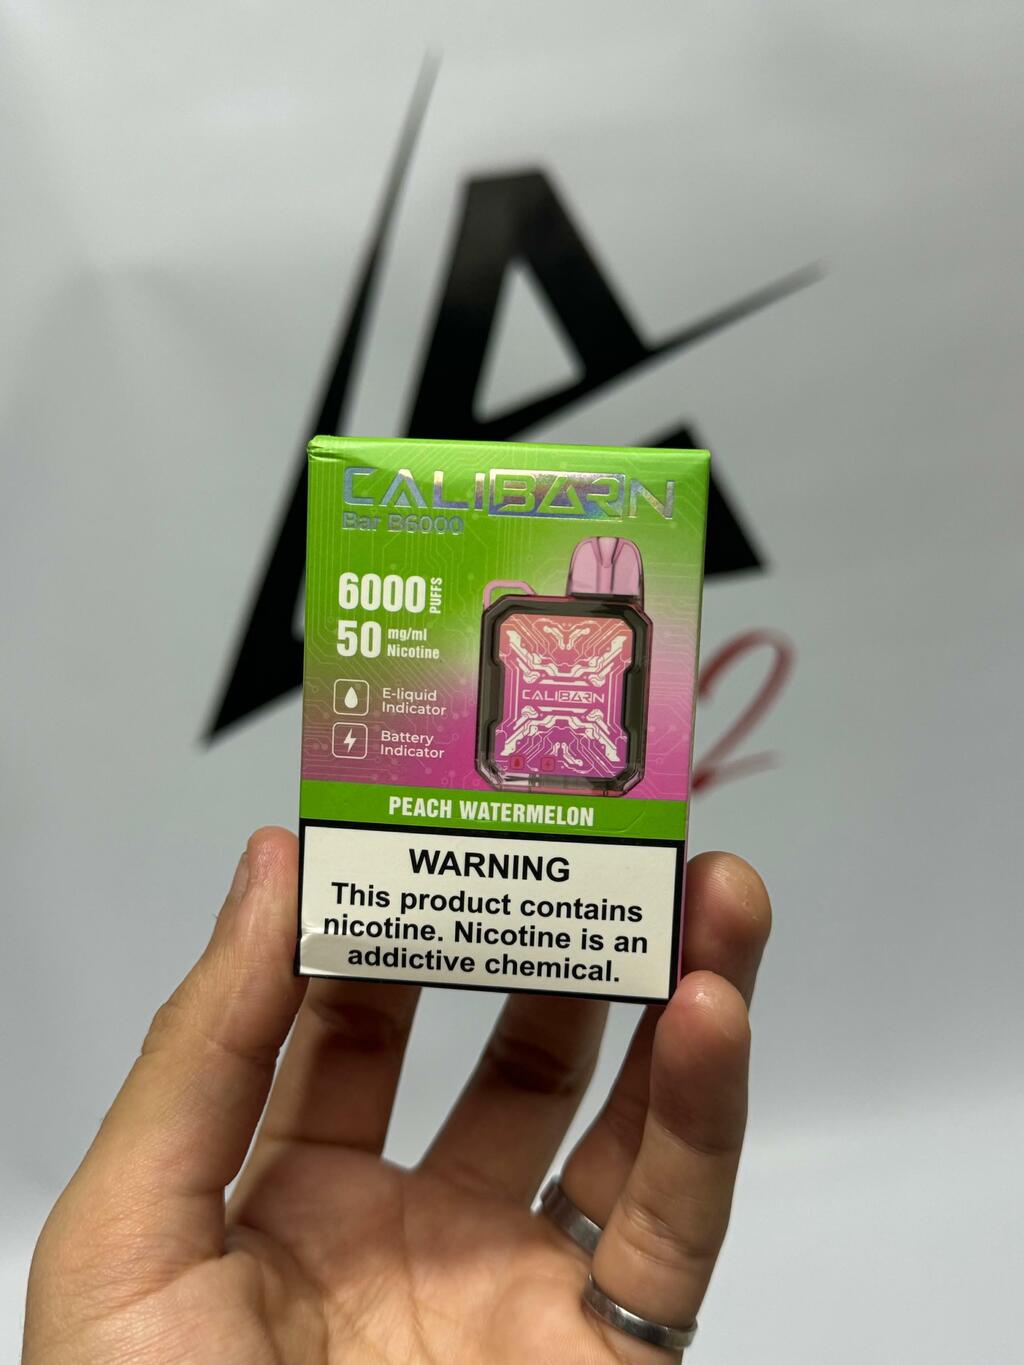 CALIBARN
Bar B6000
6000 PUFFS
50 mg/ml Nicotine
E-liquid
Indicator
Battery
Indicator
CALIBARN
PEACH WATERMELON
WARNING
This product contains
nicotine. Nicotine is an
addictive chemical.
A
2